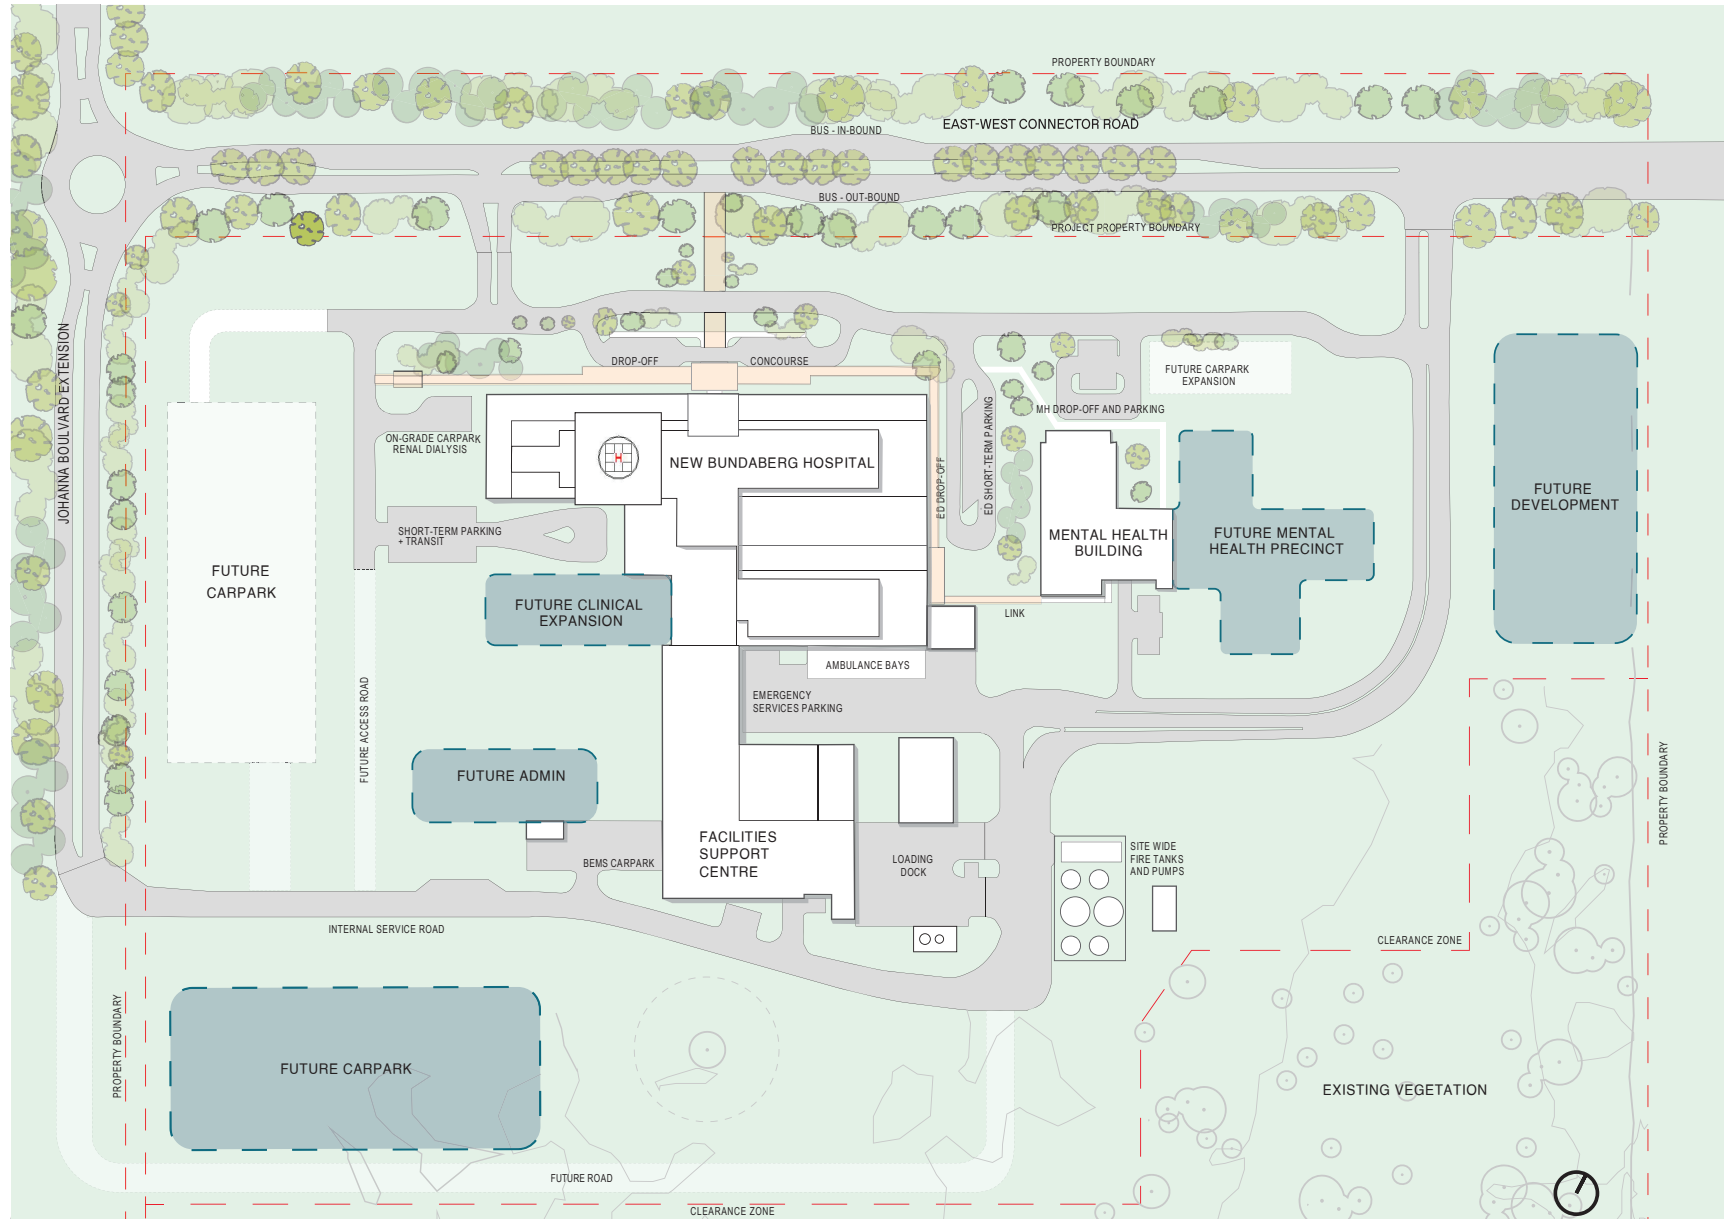 PROPERTY BOUNDARY
EAST-WEST CONNECTOR ROAD
BUS - IN-BOUND
BUS - OUT-BOUND
PROJECT PROPERTY BOUNDARY
JOHANNA BOULVARD EXTENSION
DROP-OFF
CONCOURSE
FUTURE CARPARK
EXPANSION
MH DROP-OFF AND PARKING
ED SHORT-TERM PARKING
ED DROP-OFF
ON-GRADE CARPARK
RENAL DIALYSIS
H
NEW BUNDABERG HOSPITAL
FUTURE
DEVELOPMENT
SHORT-TERM PARKING
+ TRANSIT
MENTAL HEALTH
BUILDING
FUTURE MENTAL
HEALTH PRECINCT
FUTURE
CARPARK
FUTURE CLINICAL
EXPANSION
LINK
AMBULANCE BAYS
EMERGENCY
SERVICES PARKING
FUTURE ACCESS ROAD
FUTURE ADMIN
PROPERTY BOUNDARY
FACILITIES
SUPPORT
CENTRE
BEMS CARPARK
LOADING
DOCK
SITE WIDE
FIRE TANKS
AND PUMPS
INTERNAL SERVICE ROAD
CLEARANCE ZONE
PROPERTY BOUNDARY
FUTURE CARPARK
EXISTING VEGETATION
FUTURE ROAD
CLEARANCE ZONE